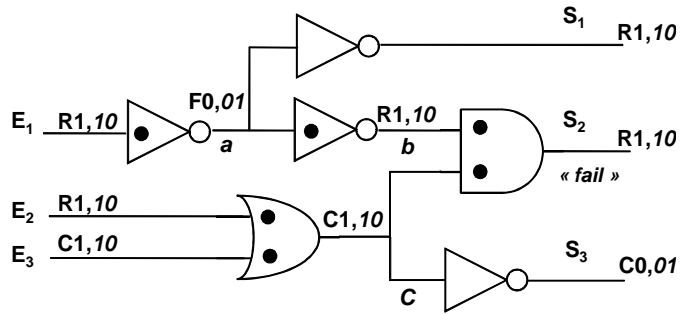 S1
R1,10
F0,01
E1
R1,10
a
R1,10
b
S2
R1,10
« fail »
E2
R1,10
E3
C1,10
C1,10
C
S3
C0,01